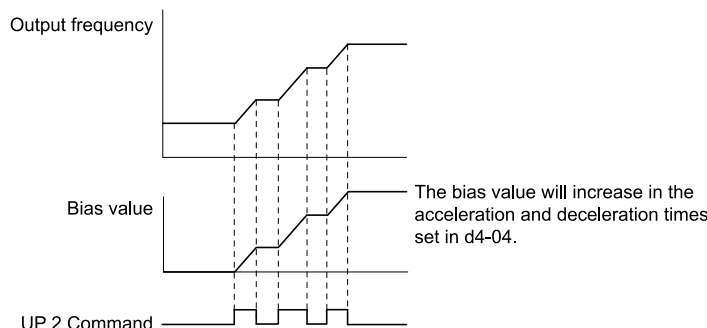 Output frequency
Bias value
The bias value will increase in the
acceleration and deceleration times
set in d4-04.
UP 2 Command